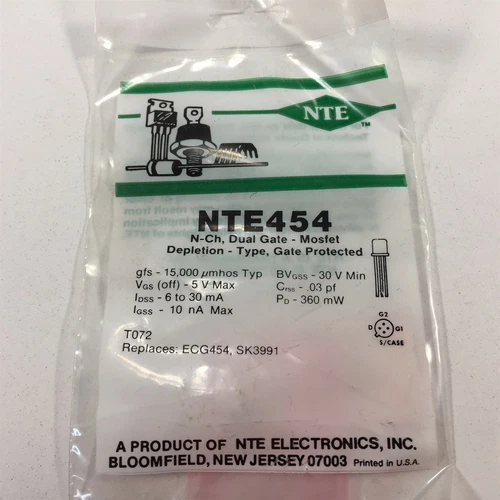 NTE
TM
NTE454
N-Ch, Dual Gate - Mosfet
Depletion - Type, Gate Protected
gfs - 15,000 µmhos Typ
VGS (off) - 5 V Max
IDSS - 6 to 30 mA
IGSS - 10 nA Max
BVGSS - 30 V Min
Crss - .03 pf
PD - 360 mW
G2
D G1
S/CASE
T072
Replaces: ECG454, SK3991
A PRODUCT OF NTE ELECTRONICS, INC.
BLOOMFIELD, NEW JERSEY 07003 Printed in U.S.A.